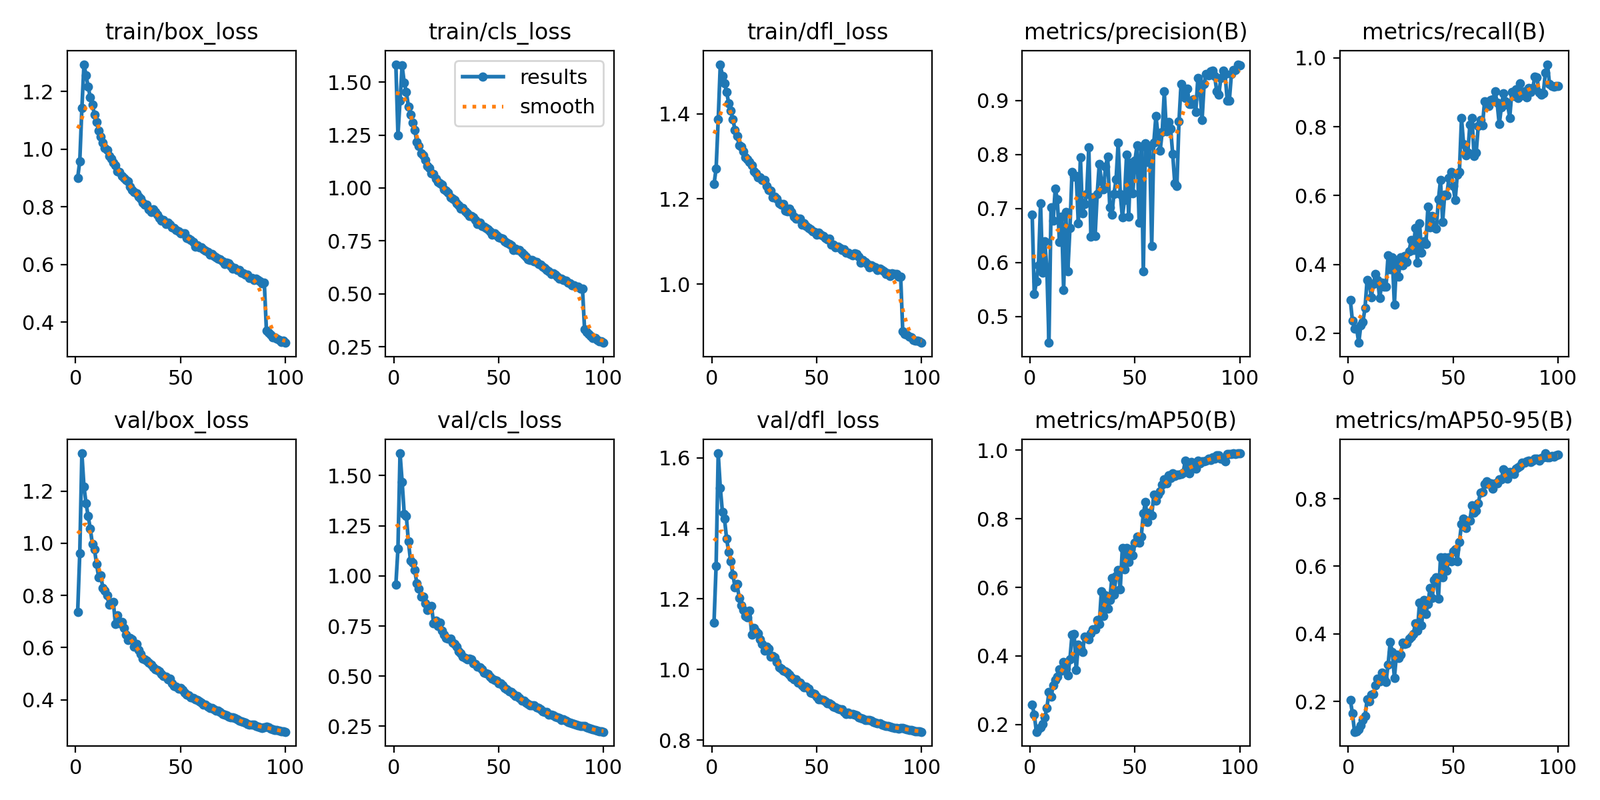 train/box_loss
train/cls_loss
train/dfl_loss
metrics/precision(B)
metrics/recall(B)
results
smooth
1.2
1.0
0.8
0.6
0.4
0 50 100
1.50
1.25
1.00
0.75
0.50
0.25
0 50 100
1.4
1.2
1.0
0 50 100
0.9
0.8
0.7
0.6
0.5
0 50 100
1.0
0.8
0.6
0.4
0.2
0 50 100
val/box_loss
val/cls_loss
val/dfl_loss
metrics/mAP50(B)
metrics/mAP50-95(B)
1.2
1.0
0.8
0.6
0.4
0 50 100
1.50
1.25
1.00
0.75
0.50
0.25
0 50 100
1.6
1.4
1.2
1.0
0.8
0 50 100
1.0
0.8
0.6
0.4
0.2
0 50 100
0.8
0.6
0.4
0.2
0 50 100